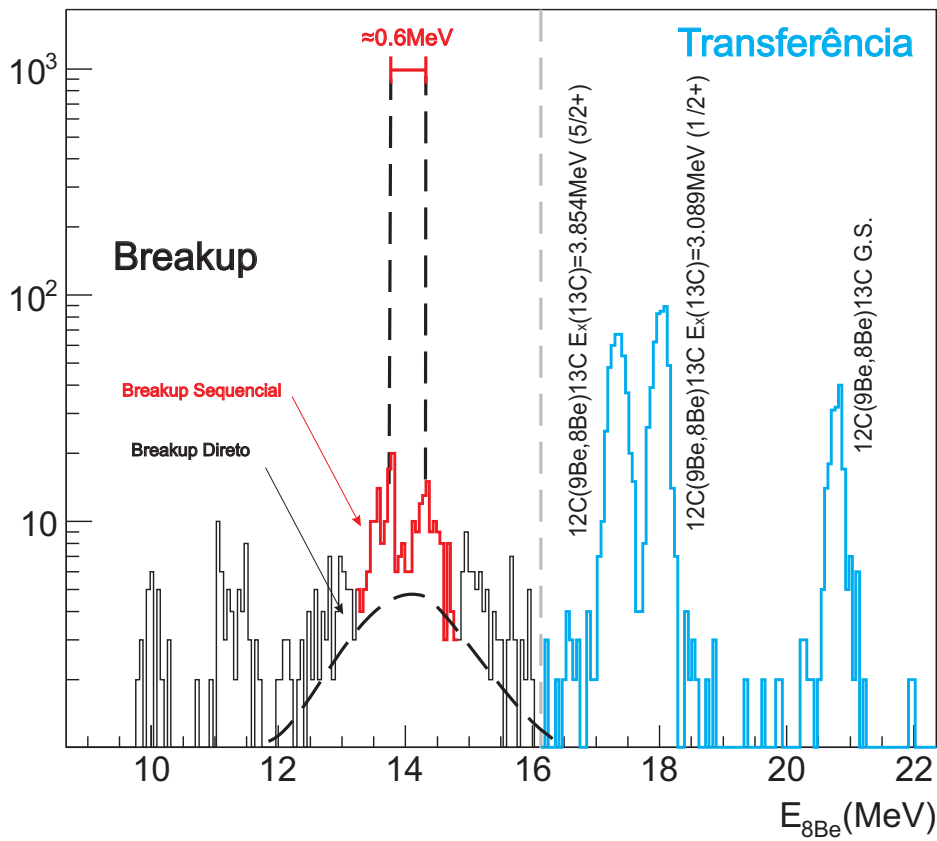 ≈0.6MeV
Transferência
10³
12C(9Be,8Be)13C Eₓ(13C)=3.854MeV (5/2+)
12C(9Be,8Be)13C Eₓ(13C)=3.089MeV (1/2+)
12C(9Be,8Be)13C G.S.
Breakup
10²
Breakup Sequencial
Breakup Direto
10
10 12 14 16 18 20 22
E8Be(MeV)